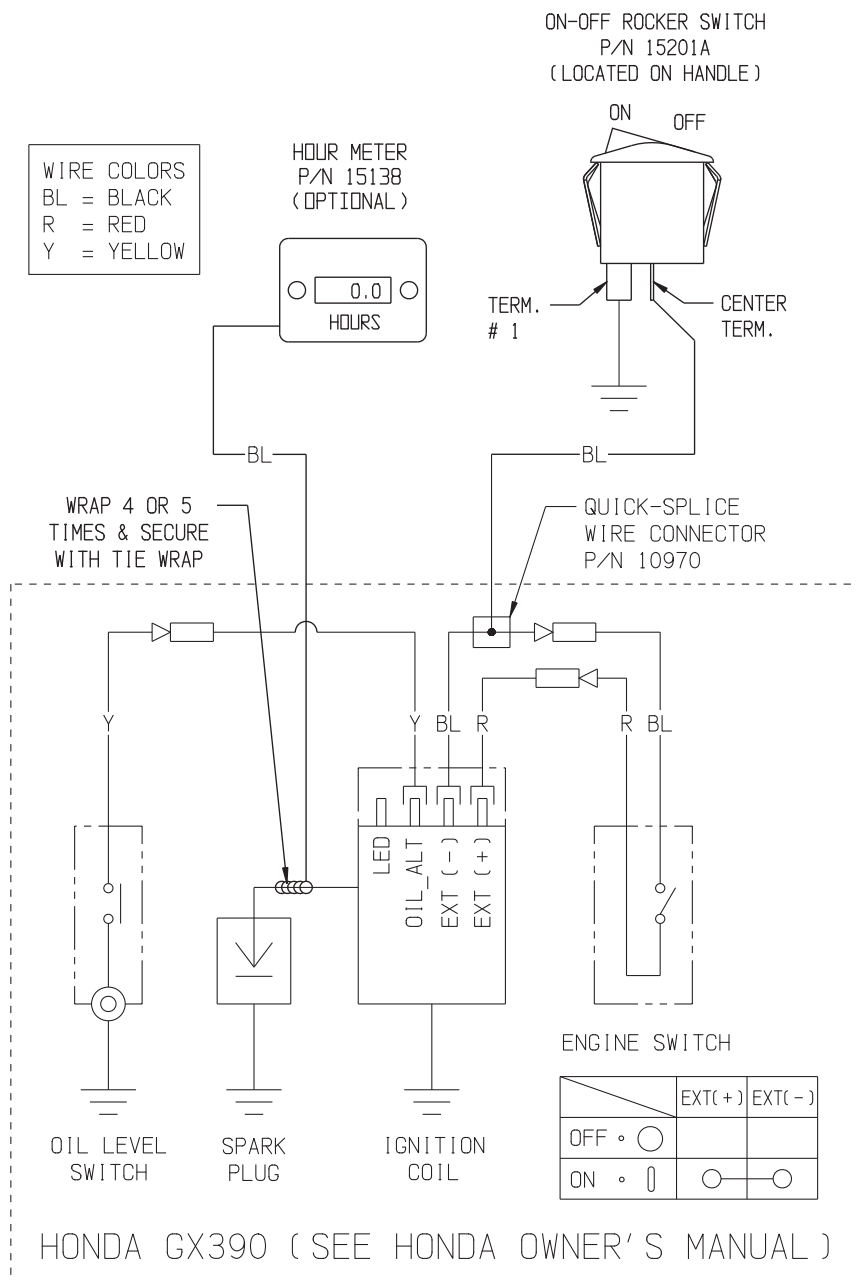 ON-OFF ROCKER SWITCH
P/N 15201A
(LOCATED ON HANDLE)
ON
OFF
WIRE COLORS
BL = BLACK
R = RED
Y = YELLOW
HOUR METER
P/N 15138
(OPTIONAL)
0.0
HOURS
TERM.
# 1
CENTER
TERM.
BL
BL
WRAP 4 OR 5
TIMES & SECURE
WITH TIE WRAP
QUICK-SPLICE
WIRE CONNECTOR
P/N 10970
Y
Y
BL
R
R
BL
LED
OIL_ALT
EXT (-)
EXT (+)
ENGINE SWITCH
EXT(+)
EXT(-)
OFF
ON
OIL LEVEL
SWITCH
SPARK
PLUG
IGNITION
COIL
HONDA GX390 (SEE HONDA OWNER'S MANUAL)